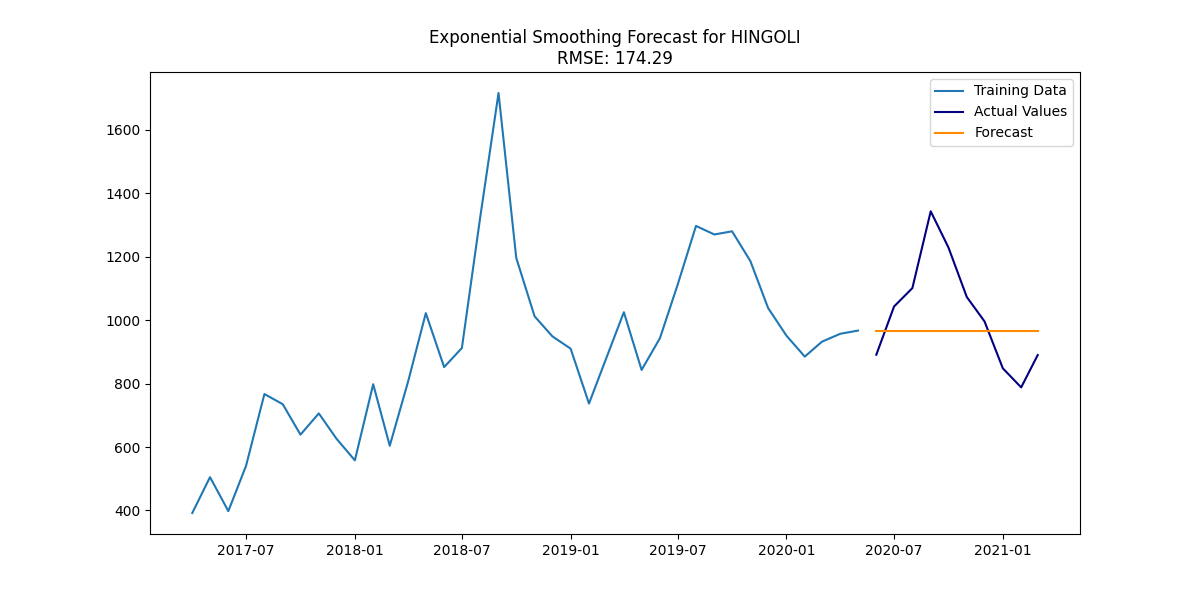 Exponential Smoothing Forecast for HINGOLI
RMSE: 174.29
Training Data
Actual Values
Forecast
1600
1400
1200
1000
800
600
400
2017-07 2018-01 2018-07 2019-01 2019-07 2020-01 2020-07 2021-01